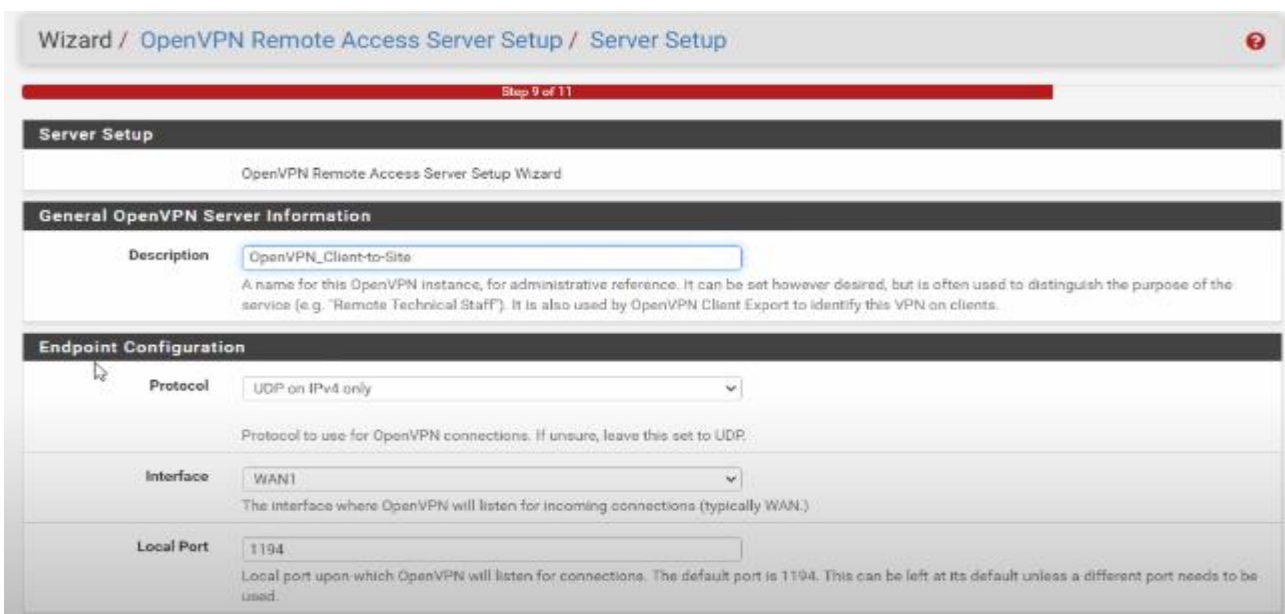 Wizard / OpenVPN Remote Access Server Setup / Server Setup
Step 9 of 11
Server Setup
OpenVPN Remote Access Server Setup Wizard
General OpenVPN Server Information
Description
OpenVPN_Client-to-Site
A name for this OpenVPN instance, for administrative reference. It can be set however desired, but is often used to distinguish the purpose of the
service (e.g. "Remote Technical Staff"). It is also used by OpenVPN Client Export to identify this VPN on clients.
Endpoint Configuration
Protocol
UDP on IPv4 only
Protocol to use for OpenVPN connections. If unsure, leave this set to UDP.
Interface
WAN1
The interface where OpenVPN will listen for incoming connections (typically WAN.)
Local Port
1194
Local port upon which OpenVPN will listen for connections. The default port is 1194. This can be left at its default unless a different port needs to be
used.